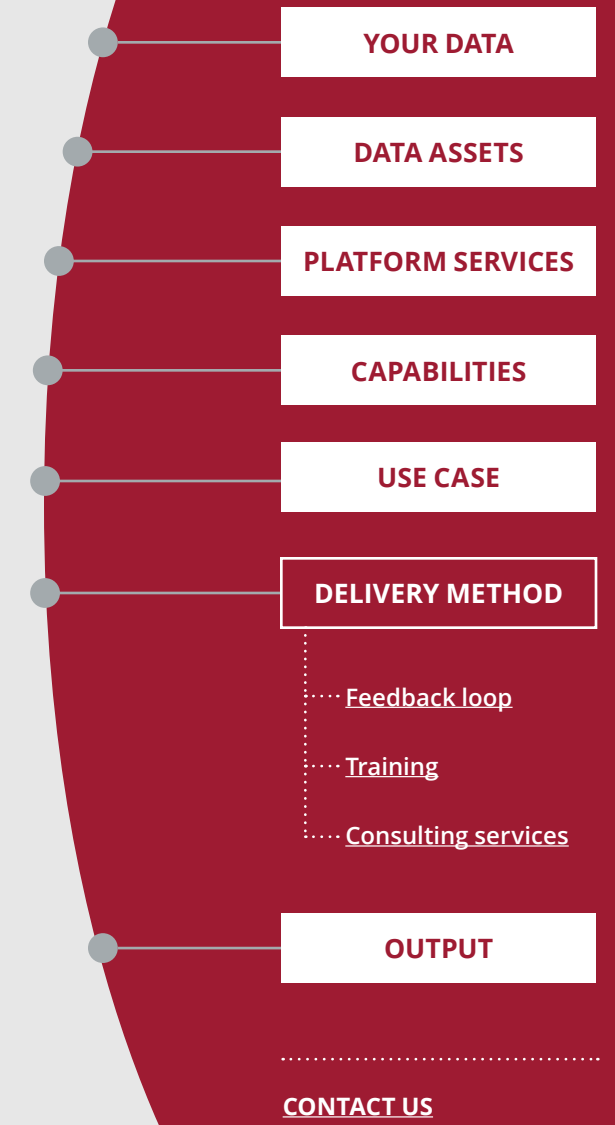 YOUR DATA
DATA ASSETS
PLATFORM SERVICES
CAPABILITIES
USE CASE
DELIVERY METHOD
Feedback loop
Training
Consulting services
OUTPUT
CONTACT US